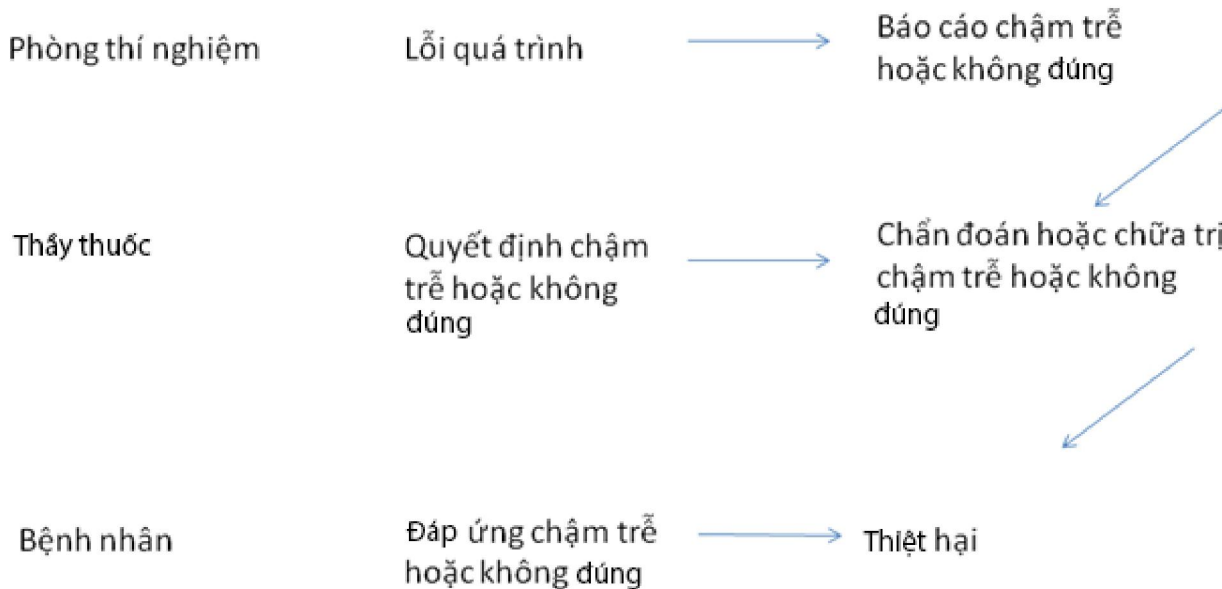 Phòng thí nghiệm
Lỗi quá trình
Báo cáo chậm trễ
hoặc không đúng
Thầy thuốc
Quyết định chậm
trễ hoặc không
đúng
Chẩn đoán hoặc chữa trị
chậm trễ hoặc không
đúng
Bệnh nhân
Đáp ứng chậm trễ
hoặc không đúng
Thiệt hại